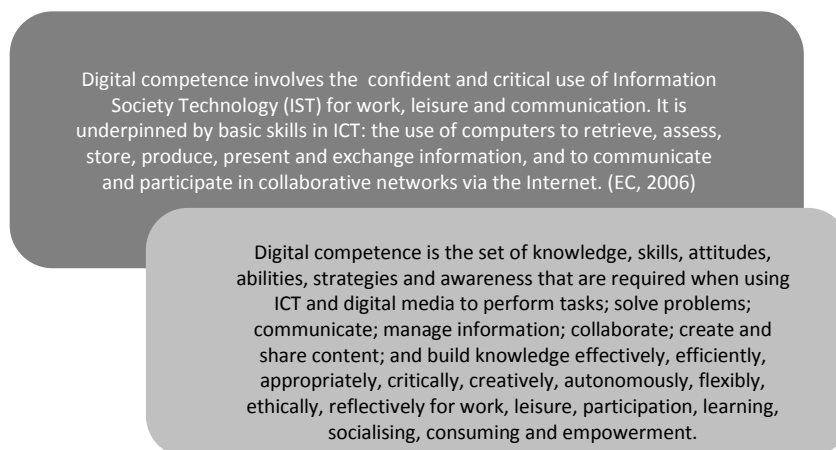 Digital competence involves the  confident and critical use of Information
Society Technology (IST) for work, leisure and communication. It is
underpinned by basic skills in ICT: the use of computers to retrieve, assess,
store, produce, present and exchange information, and to communicate
and participate in collaborative networks via the Internet. (EC, 2006)
Digital competence is the set of knowledge, skills, attitudes,
abilities, strategies and awareness that are required when using
ICT and digital media to perform tasks; solve problems;
communicate; manage information; collaborate; create and
share content; and build knowledge effectively, efficiently,
appropriately, critically, creatively, autonomously, flexibly,
ethically, reflectively for work, leisure, participation, learning,
socialising, consuming and empowerment.